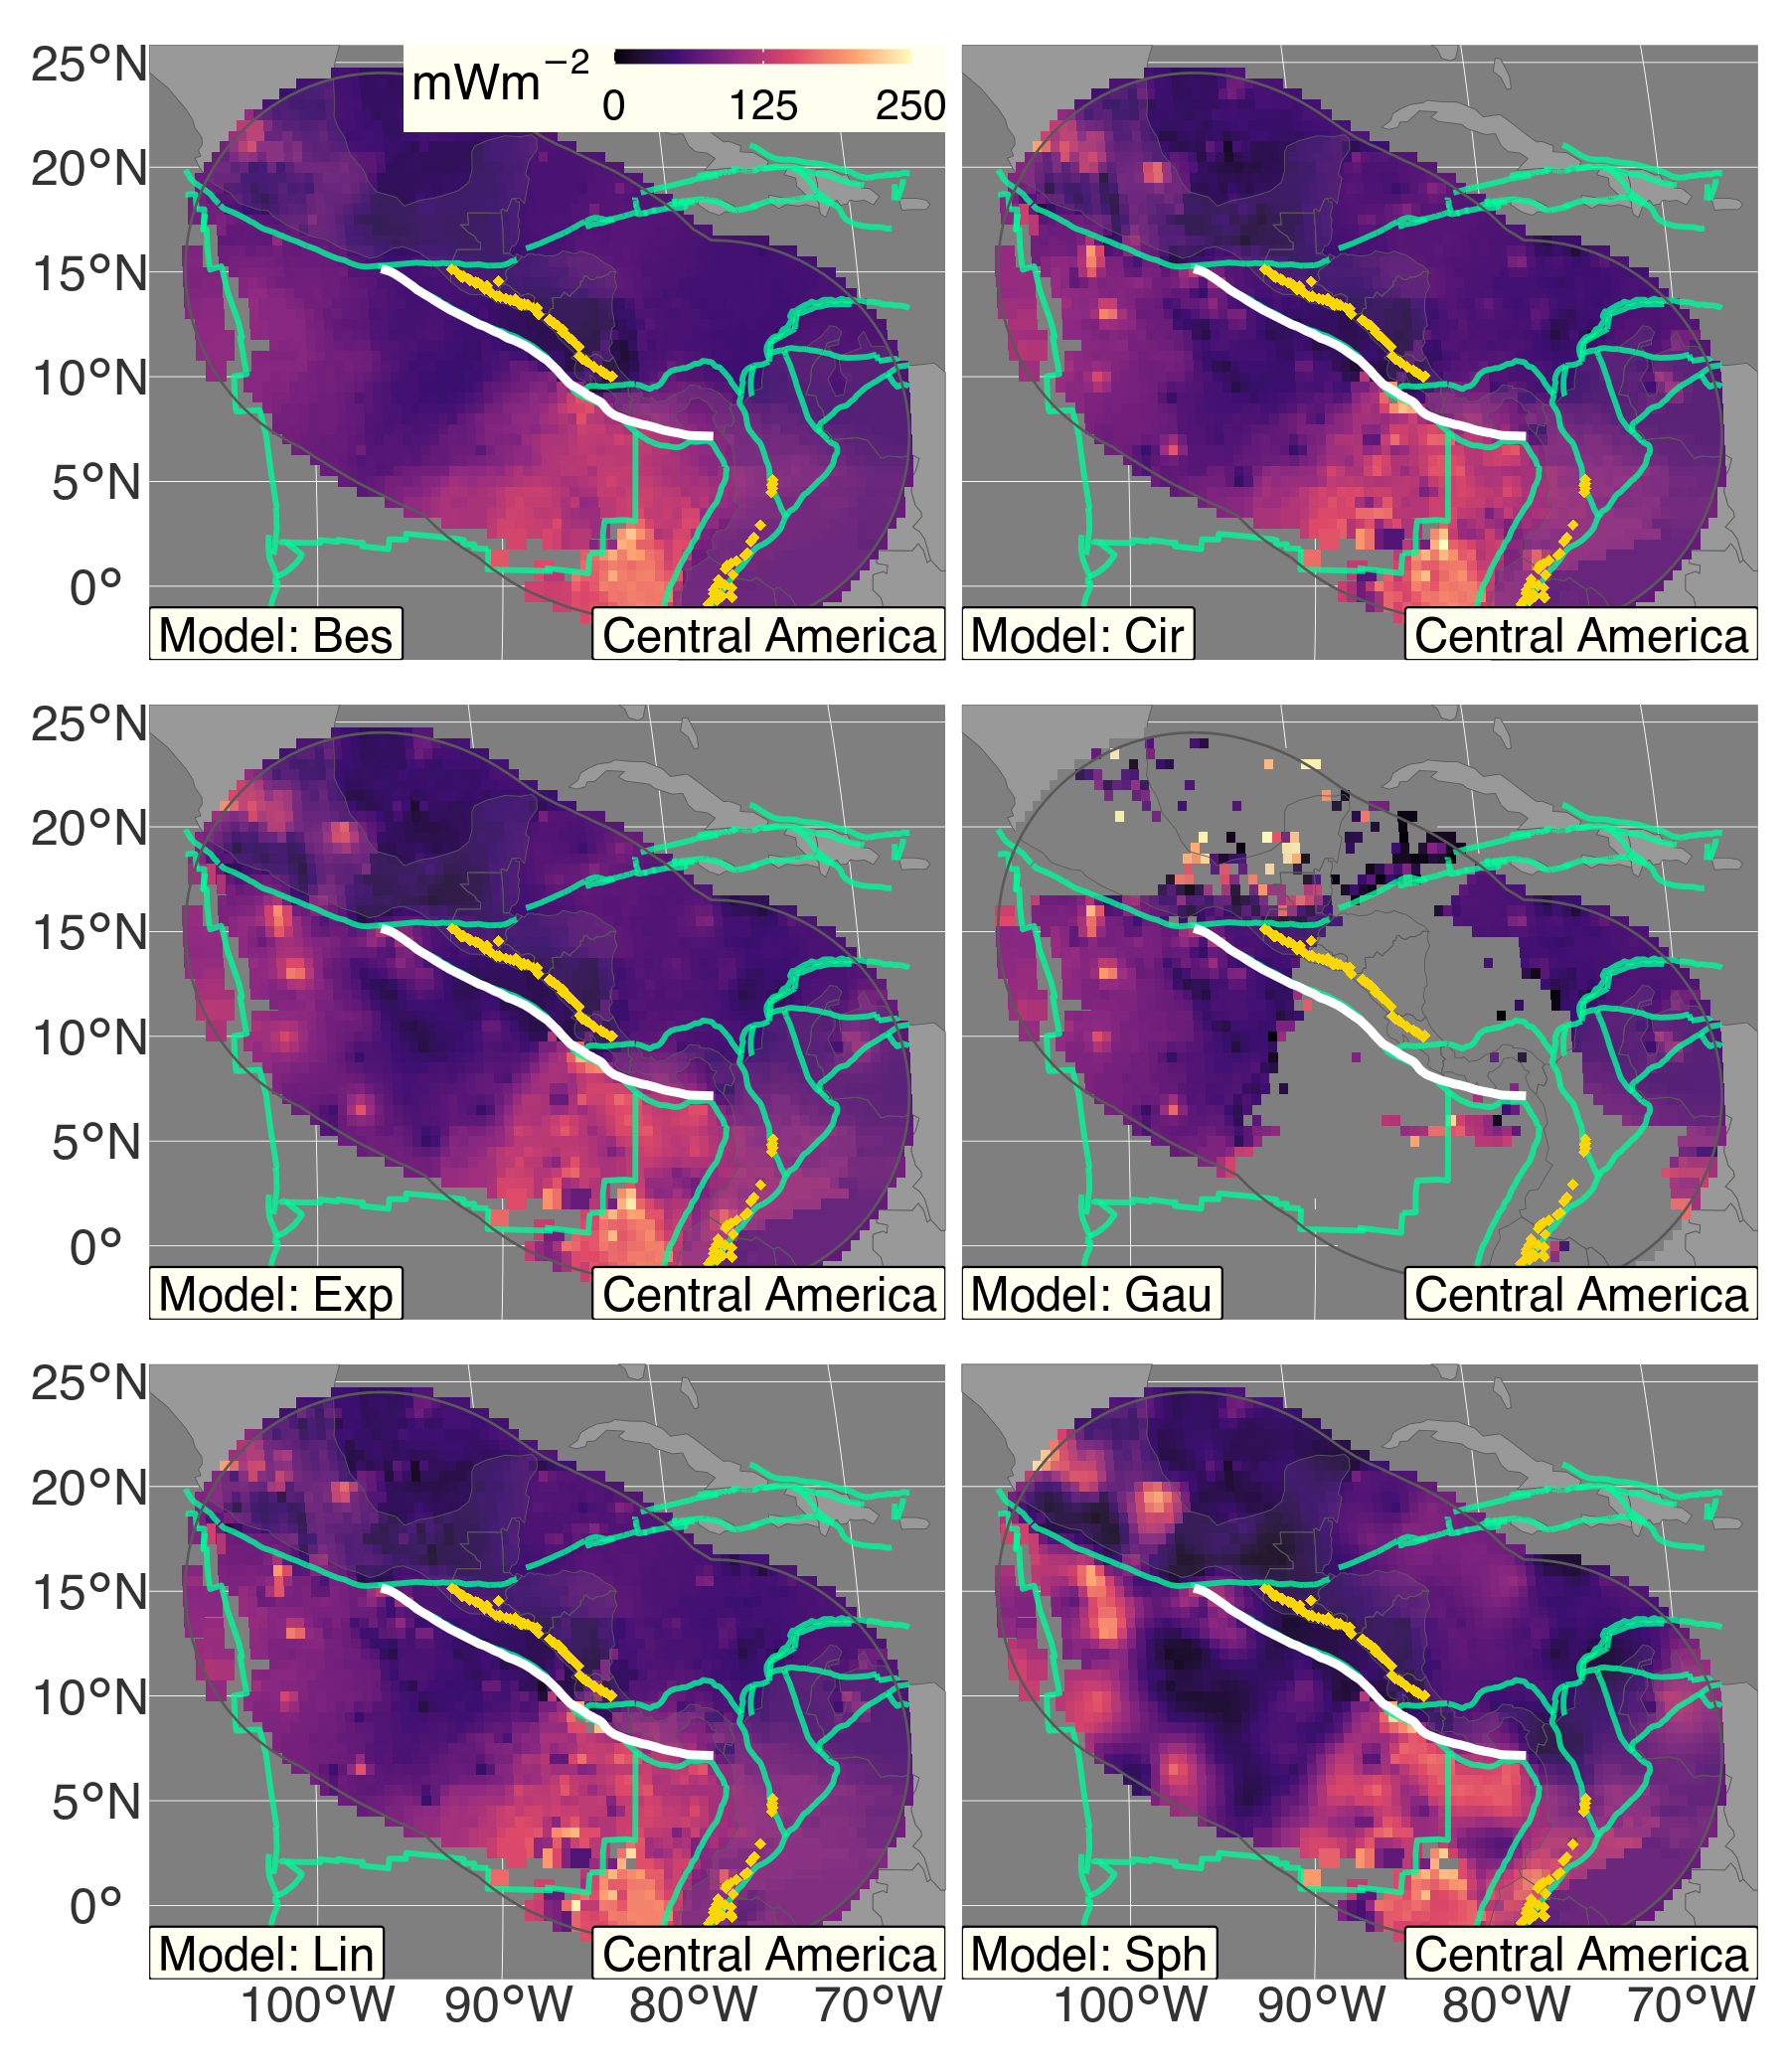 25°N
mWm−2
0 125 250
20°N
15°N
10°N
5°N
0°
Model: Bes
Central America
Model: Cir
Central America
25°N
20°N
15°N
10°N
5°N
0°
Model: Exp
Central America
Model: Gau
Central America
25°N
20°N
15°N
10°N
5°N
0°
Model: Lin
Central America
Model: Sph
Central America
100°W 90°W 80°W 70°W
100°W 90°W 80°W 70°W